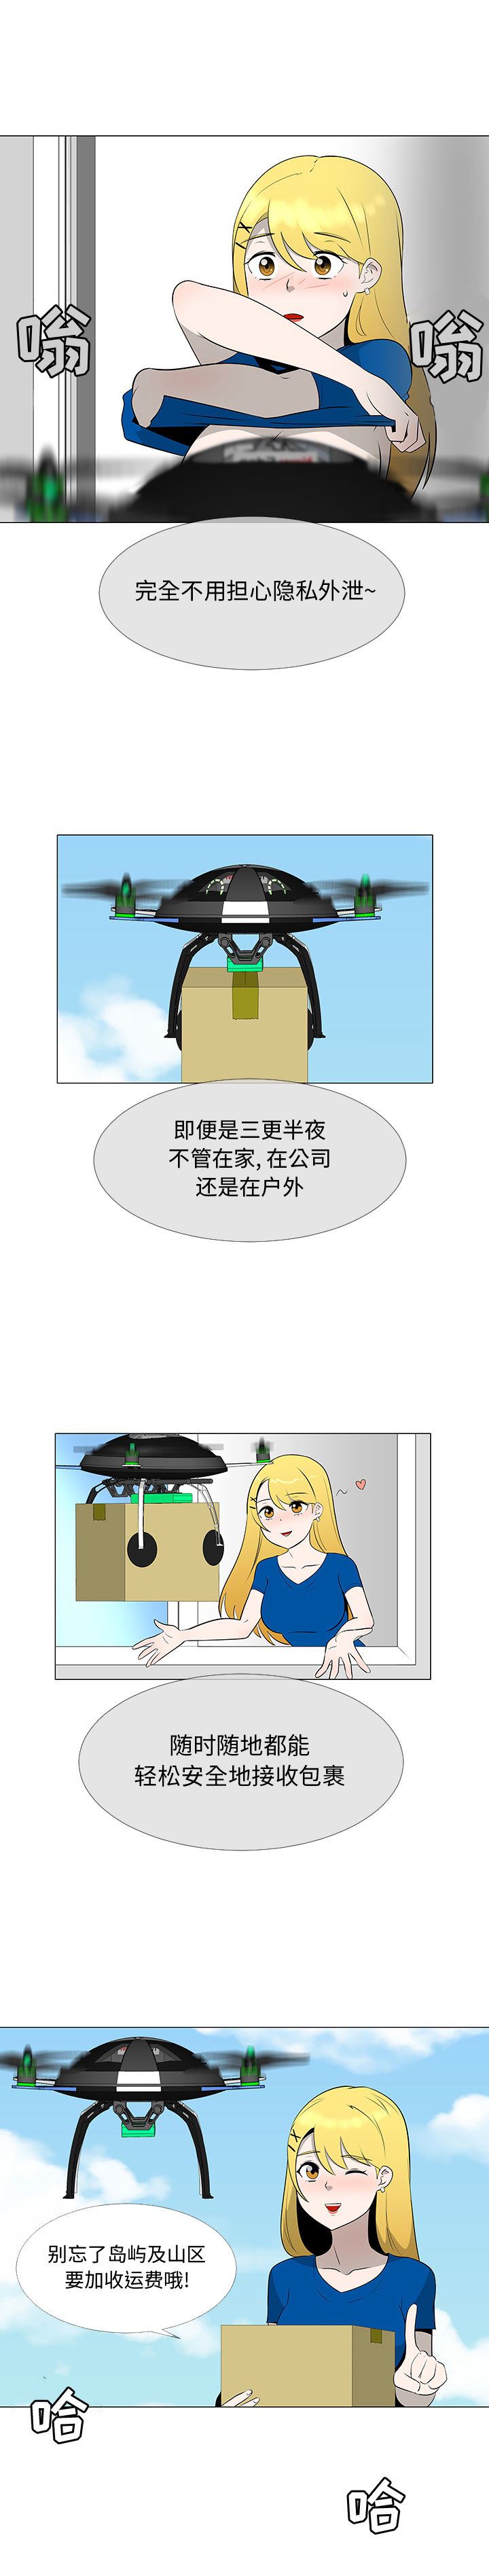 嗡
嗡
完全不用担心隐私外泄~
即便是三更半夜
不管在家, 在公司
还是在户外
随时随地都能
轻松安全地接收包裹
别忘了岛屿及山区
要加收运费哦!
哈
哈